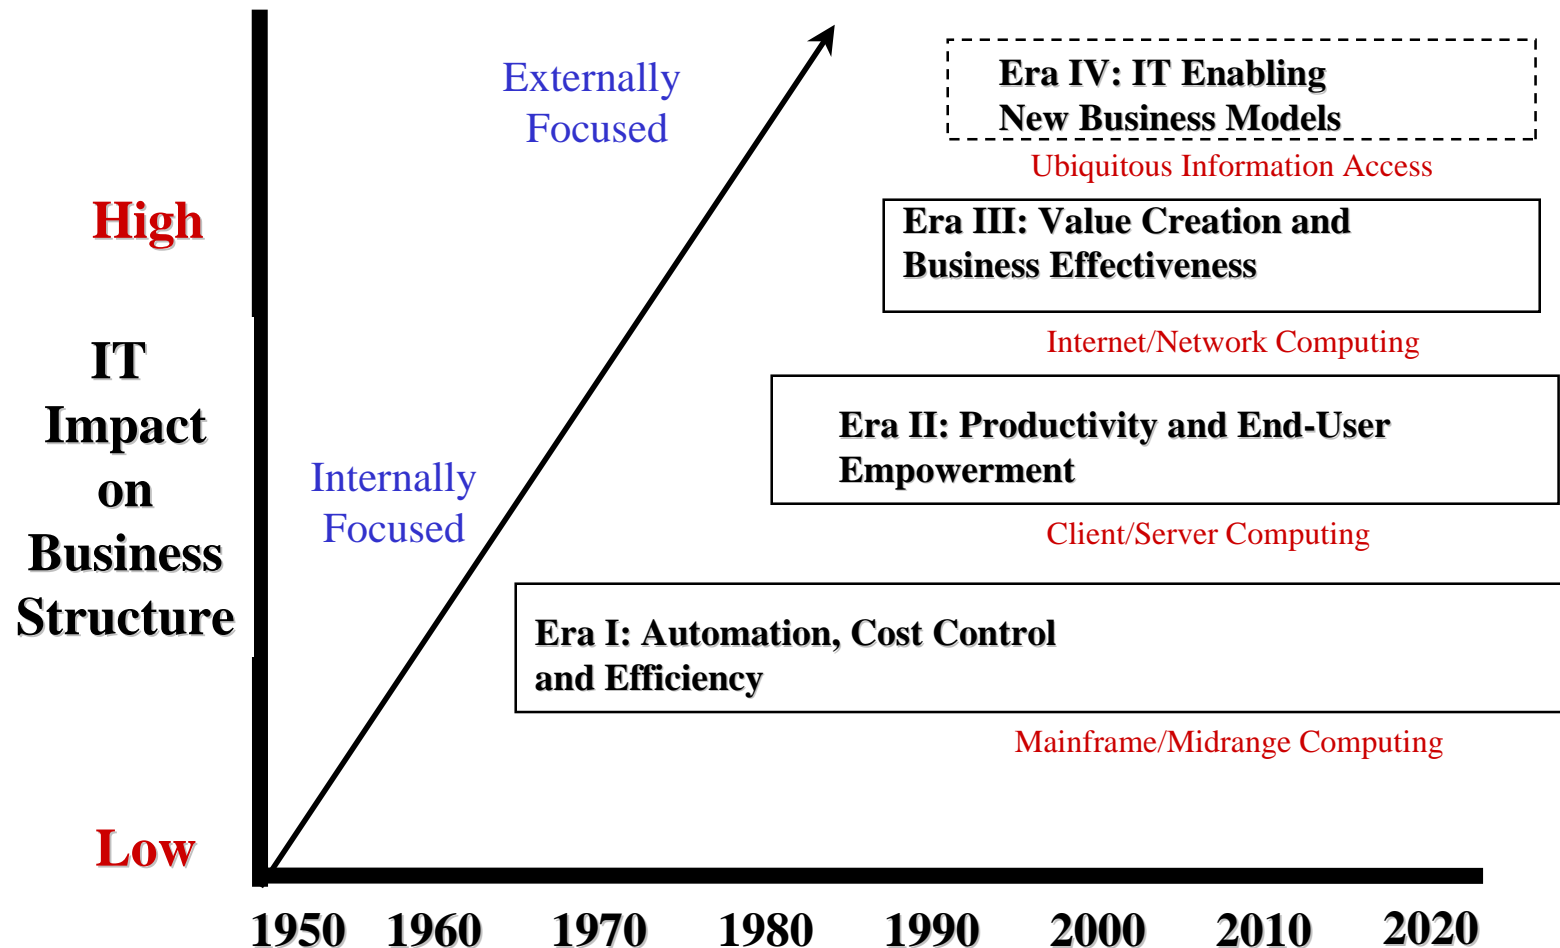 Externally
Focused
Era IV: IT Enabling
New Business Models
Ubiquitous Information Access
High
Era III: Value Creation and
Business Effectiveness
Internet/Network Computing
IT
Impact
on
Business
Structure
Era II: Productivity and End-User
Empowerment
Internally
Focused
Client/Server Computing
Era I: Automation, Cost Control
and Efficiency
Mainframe/Midrange Computing
Low
1950 1960 1970 1980 1990 2000 2010 2020